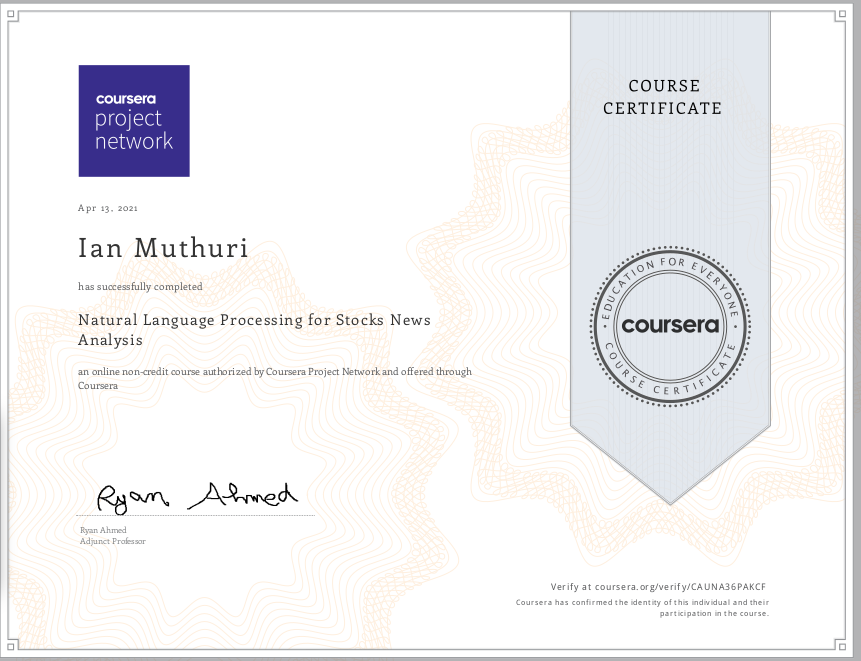 coursera
project
network
COURSE
CERTIFICATE
Apr 13, 2021
Ian Muthuri
has successfully completed
Natural Language Processing for Stocks News
Analysis
an online non-credit course authorized by Coursera Project Network and offered through
Coursera
EDUCATION FOR EVERYONE
coursera
COURSE CERTIFICATE
Ryan Ahmed
Ryan Ahmed
Adjunct Professor
Verify at coursera.org/verify/CAUNA36PAKCF
Coursera has confirmed the identity of this individual and their
participation in the course.